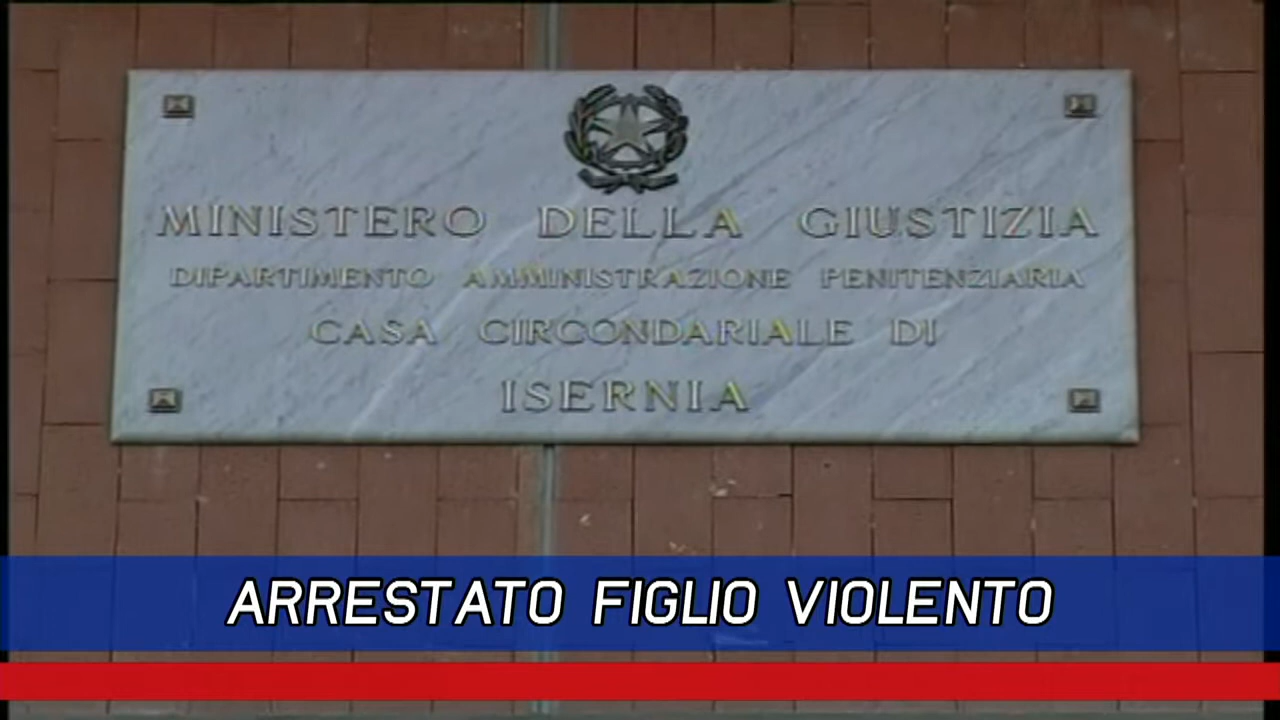 MINISTERO DELLA GIUSTIZIA
DIPARTIMENTO AMMINISTRAZIONE PENITENZIARIA
CASA CIRCONDARIALE DI
ISERNIA
ARRESTATO FIGLIO VIOLENTO